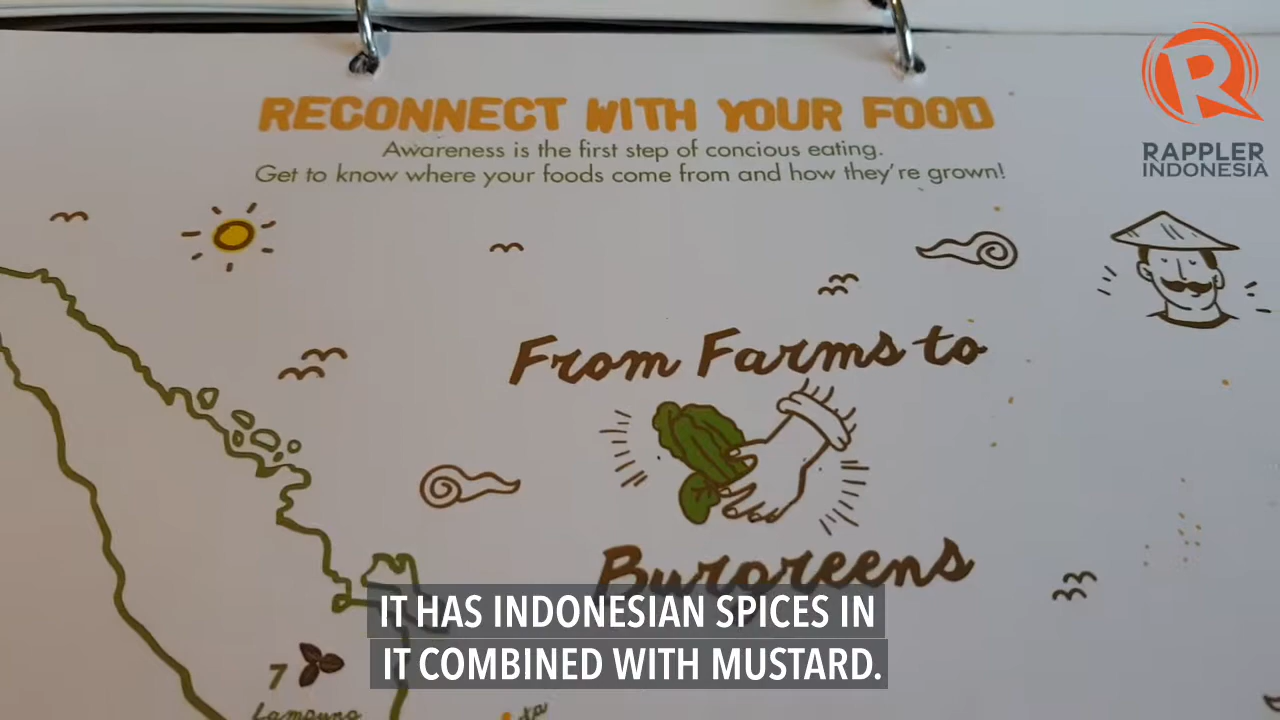 RECONNECT WITH YOUR FOOD
Awareness is the first step of concious eating.
Get to know where your foods come from and how they're grown!
RAPPLER
INDONESIA
From Farms to
Burgreens
IT HAS INDONESIAN SPICES IN
IT COMBINED WITH MUSTARD.
7
Lampung